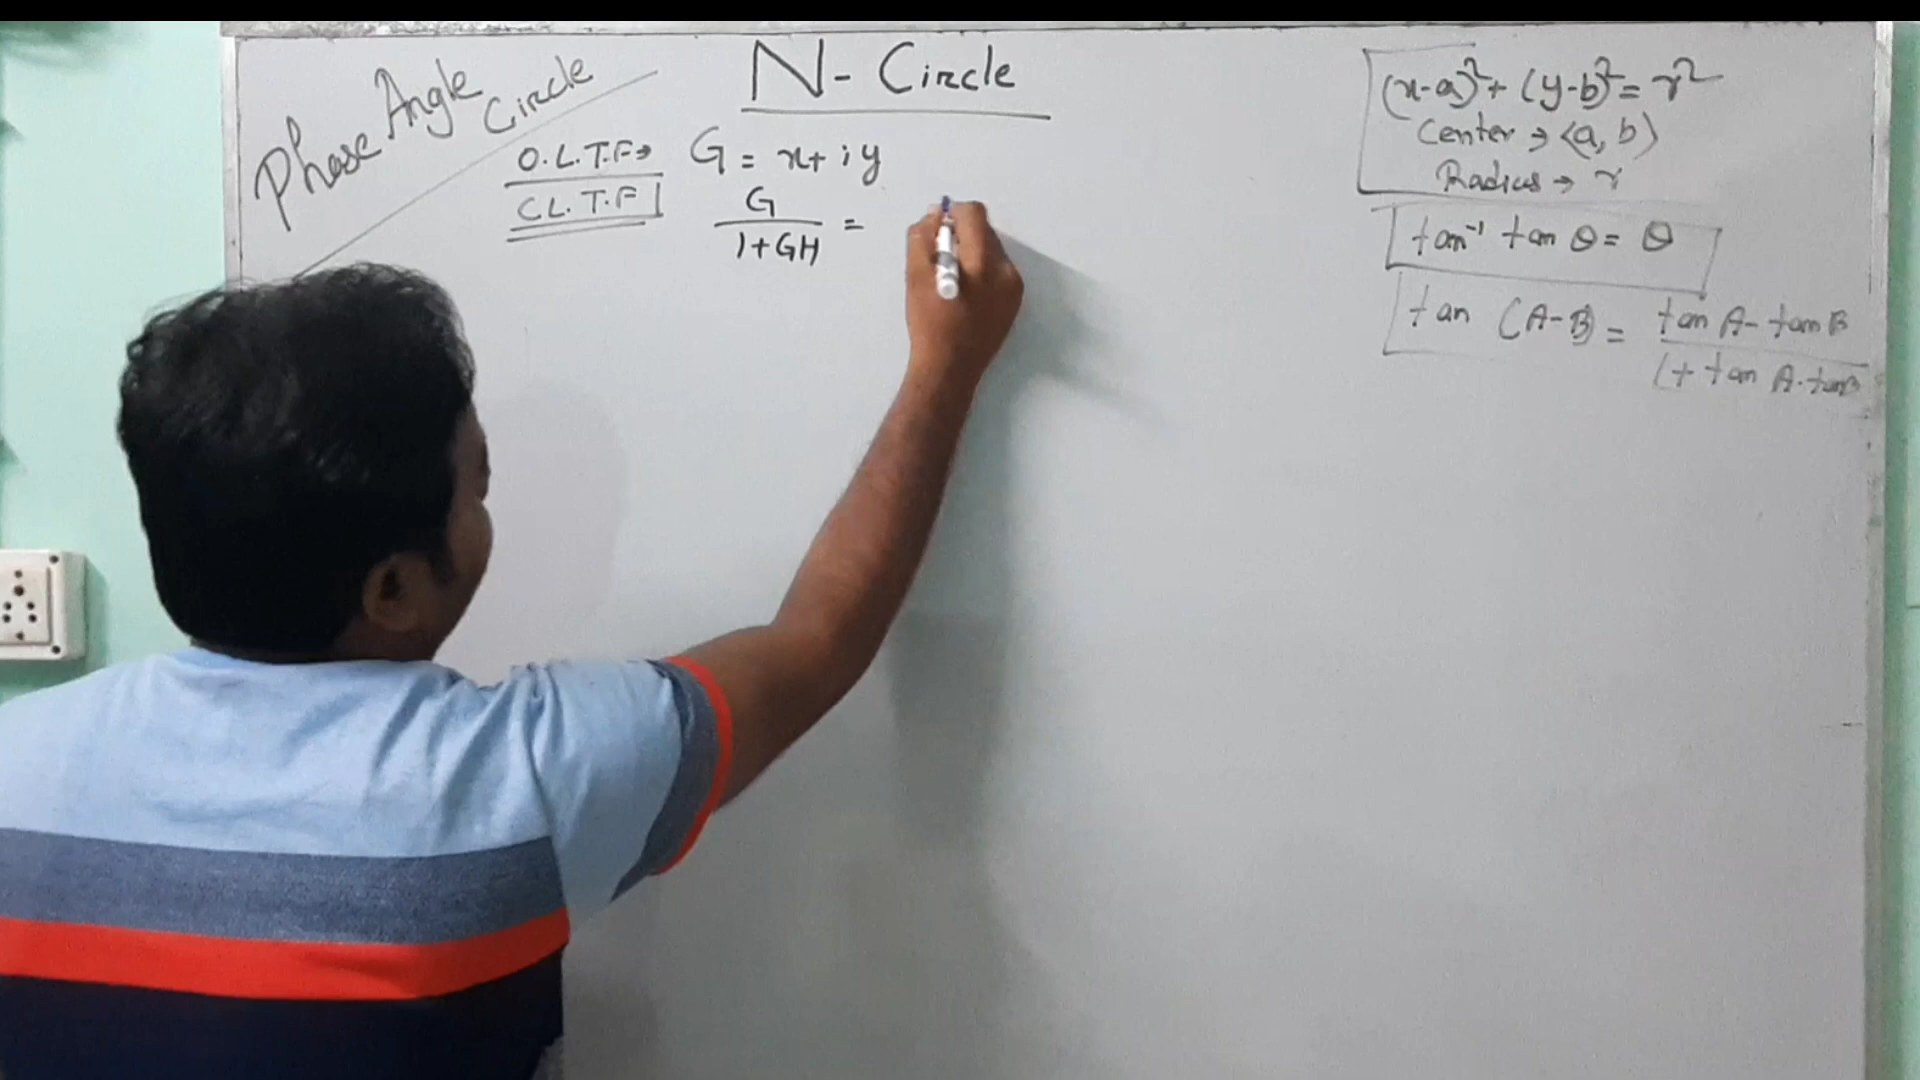 Phase Angle
Circle
N- Circle
O.L.T.F→ G = x+iy
C.L.T.F G
1+GH =
(x-a)²+ (y-b)² = r²
Center → (a, b)
Radius → r
tan⁻¹ tan θ = θ
tan (A-B) = tan A - tan B
1+ tan A. tanB